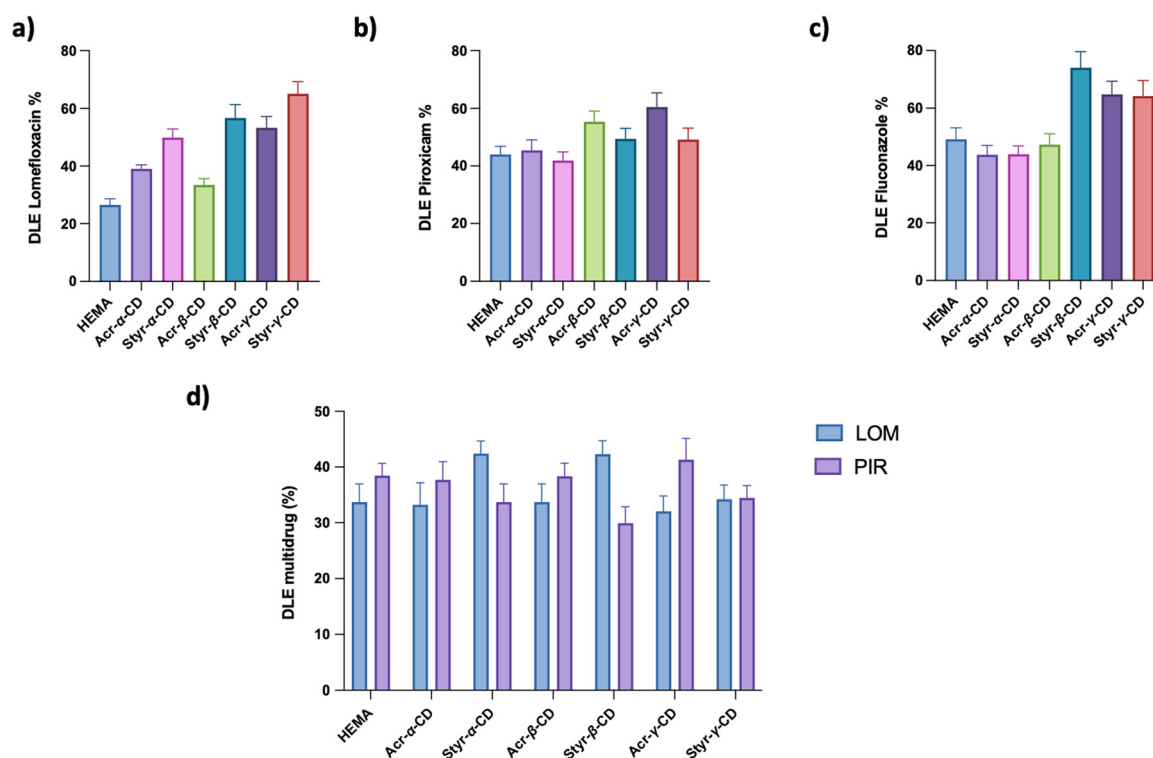 a)
DLE Lomefloxacin %
80
60
40
20
0
HEMA
Acr-α-CD
Styr-α-CD
Acr-β-CD
Styr-β-CD
Acr-γ-CD
Styr-γ-CD
b)
DLE Piroxicam %
80
60
40
20
0
HEMA
Acr-α-CD
Styr-α-CD
Acr-β-CD
Styr-β-CD
Acr-γ-CD
Styr-γ-CD
c)
DLE Fluconazole %
80
60
40
20
0
HEMA
Acr-α-CD
Styr-α-CD
Acr-β-CD
Styr-β-CD
Acr-γ-CD
Styr-γ-CD
d)
DLE multidrug (%)
50
40
30
20
10
0
HEMA
Acr-α-CD
Styr-α-CD
Acr-β-CD
Styr-β-CD
Acr-γ-CD
Styr-γ-CD
LOM
PIR